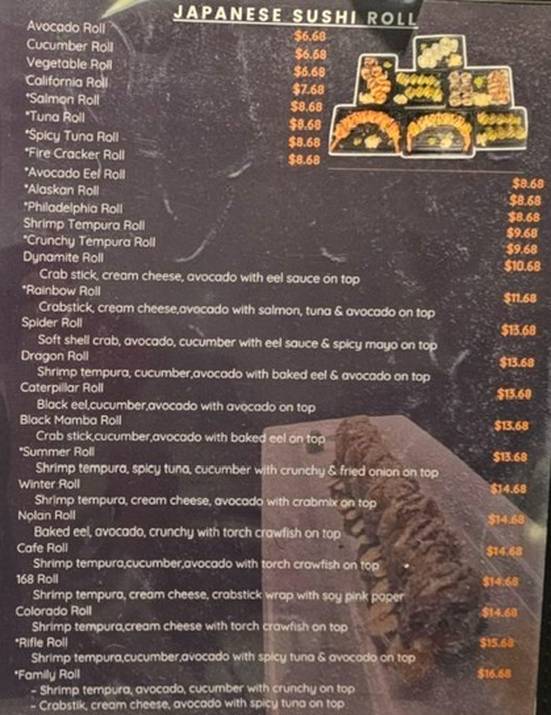 JAPANESE SUSHI ROLL
Avocado Roll $6.68
Cucumber Roll $6.68
Vegetable Roll $6.68
California Roll $7.68
*Salmon Roll $8.68
*Tuna Roll $8.68
*Spicy Tuna Roll $8.68
*Fire Cracker Roll $8.68
*Avocado Eel Roll $8.68
*Alaskan Roll $8.68
*Philadelphia Roll $8.68
Shrimp Tempura Roll $9.68
*Crunchy Tempura Roll $9.68
Dynamite Roll $10.68
Crab stick, cream cheese, avocado with eel sauce on top
*Rainbow Roll $11.68
Crabstick, cream cheese,avocado with salmon, tuna & avocado on top
Spider Roll $13.68
Soft shell crab, avocado, cucumber with eel sauce & spicy mayo on top
Dragon Roll $13.68
Shrimp tempura, cucumber,avocado with baked eel & avocado on top
Caterpillar Roll $13.68
Black eel,cucumber,avocado with avocado on top
Black Mamba Roll $13.68
Crab stick,cucumber,avocado with baked eel on top
*Summer Roll $13.68
Shrimp tempura, spicy tuna, cucumber with crunchy & fried onion on top
Winter Roll $14.68
Shrimp tempura, cream cheese, avocado with crabmix on top
Nolan Roll $14.68
Baked eel, avocado, crunchy with torch crawfish on top
Cafe Roll $14.68
Shrimp tempura,cucumber,avocado with torch crawfish on top
168 Roll $14.68
Shrimp tempura, cream cheese, crabstick wrap with soy pink paper
Colorado Roll $14.68
Shrimp tempura,cream cheese with torch crawfish on top
*Rifle Roll $15.68
Shrimp tempura,cucumber,avocado with spicy tuna & avocado on top
*Family Roll $16.68
- Shrimp tempura, avocado, cucumber with crunchy on top
- Crabstik, cream cheese, avocado with spicy tuna on top